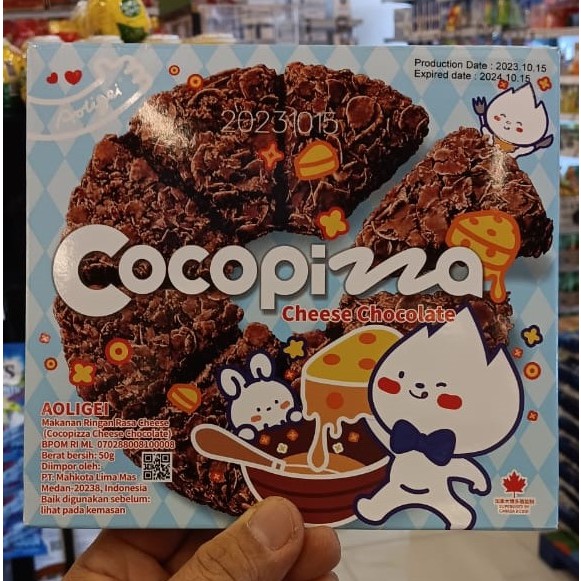 Production Date : 2023.10.15
Expired date : 2024.10.15
Aoligei
20231015
Cocopizza
Cheese Chocolate
AOLIGEI
Makanan Ringan Rasa Cheese
(Cocopizza Cheese Chocolate)
BPOM RI ML 070288008100008
Berat bersih: 50g
Diimpor oleh:
PT. Mahkota Lima Mas
Medan-20238, Indonesia
Baik digunakan sebelum:
lihat pada kemasan